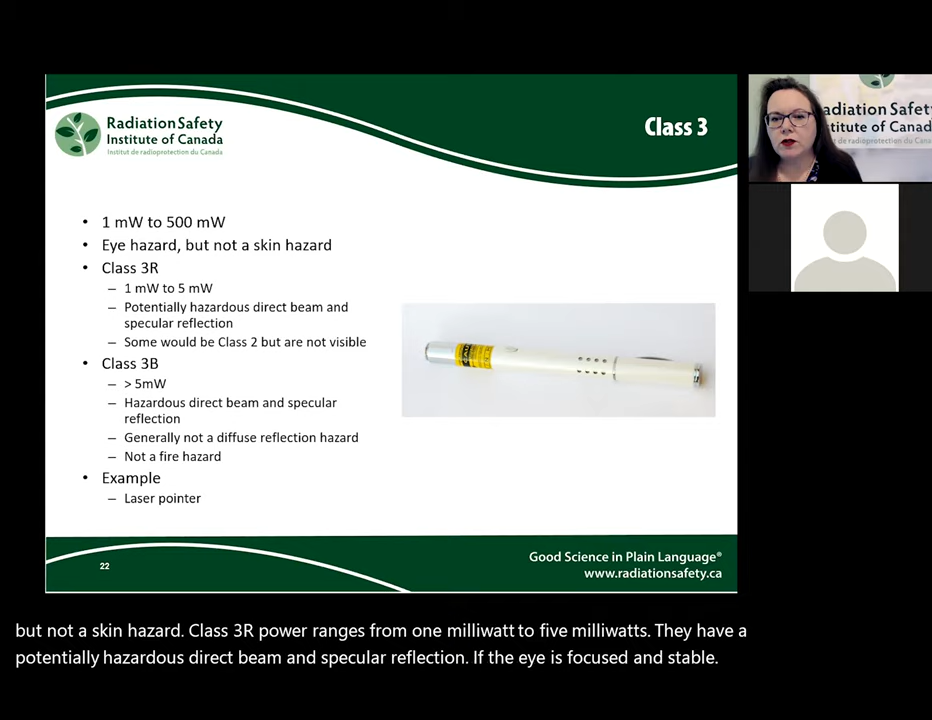 Radiation Safety
Institute of Canada
Institut de radioprotection du Canada
Class 3
adiation Safety
titute of Canad
de radioprotection du Canada
• 1 mW to 500 mW
• Eye hazard, but not a skin hazard
• Class 3R
– 1 mW to 5 mW
– Potentially hazardous direct beam and
specular reflection
– Some would be Class 2 but are not visible
• Class 3B
– > 5mW
– Hazardous direct beam and specular
reflection
– Generally not a diffuse reflection hazard
– Not a fire hazard
• Example
– Laser pointer
22
Good Science in Plain Language®
www.radiationsafety.ca
but not a skin hazard. Class 3R power ranges from one milliwatt to five milliwatts. They have a
potentially hazardous direct beam and specular reflection. If the eye is focused and stable.